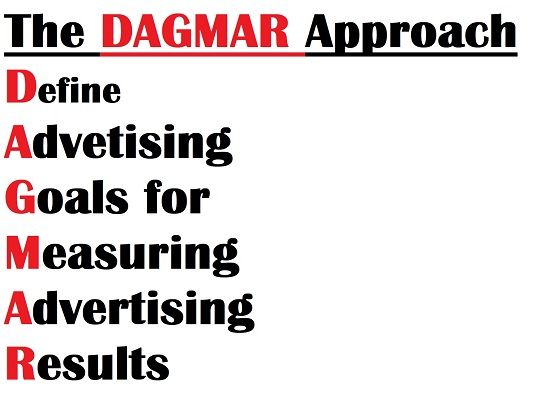 The DAGMAR Approach
Define
Advetising
Goals for
Measuring
Advertising
Results